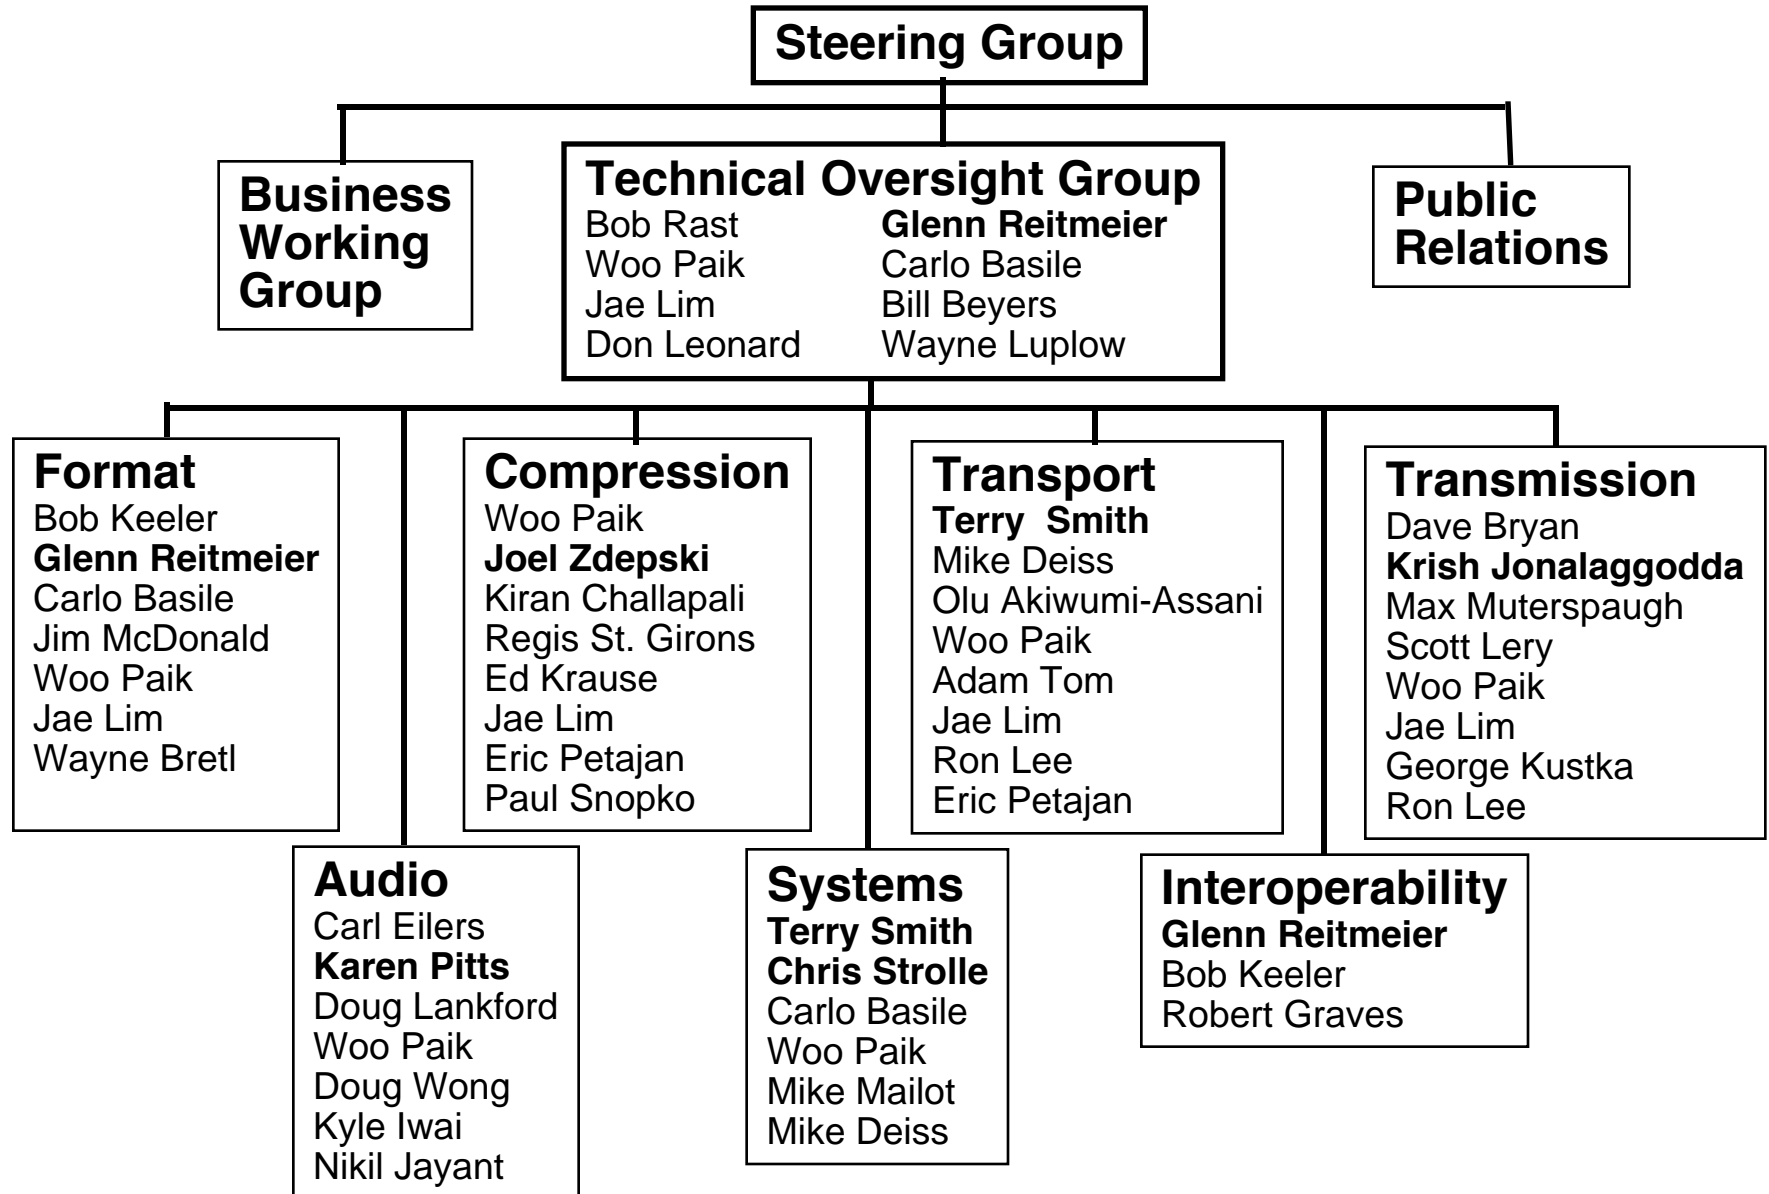 Steering Group
Business
Working
Group
Technical Oversight Group
Bob Rast
Woo Paik
Jae Lim
Don Leonard
Glenn Reitmeier
Carlo Basile
Bill Beyers
Wayne Luplow
Public
Relations
Format
Bob Keeler
Glenn Reitmeier
Carlo Basile
Jim McDonald
Woo Paik
Jae Lim
Wayne Bretl
Compression
Woo Paik
Joel Zdepski
Kiran Challapali
Regis St. Girons
Ed Krause
Jae Lim
Eric Petajan
Paul Snopko
Transport
Terry  Smith
Mike Deiss
Olu Akiwumi-Assani
Woo Paik
Adam Tom
Jae Lim
Ron Lee
Eric Petajan
Transmission
Dave Bryan
Krish Jonalaggodda
Max Muterspaugh
Scott Lery
Woo Paik
Jae Lim
George Kustka
Ron Lee
Audio
Carl Eilers
Karen Pitts
Doug Lankford
Woo Paik
Doug Wong
Kyle Iwai
Nikil Jayant
Systems
Terry Smith
Chris Strolle
Carlo Basile
Woo Paik
Mike Mailot
Mike Deiss
Interoperability
Glenn Reitmeier
Bob Keeler
Robert Graves